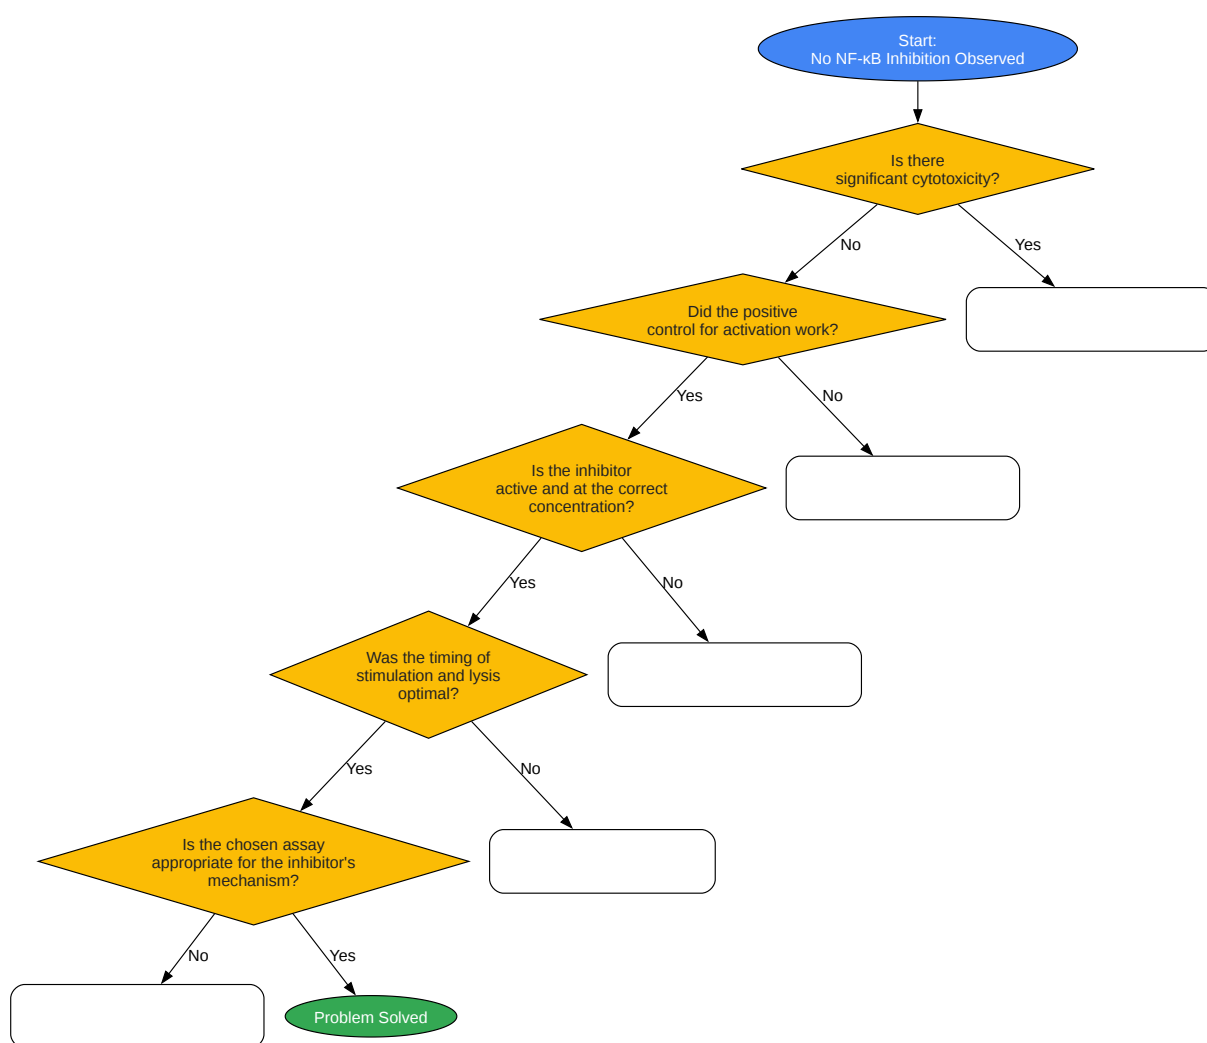 Start:
No NF-κB Inhibition Observed
Is there
significant cytotoxicity?
No
Yes
Did the positive
control for activation work?
Yes
No
Is the inhibitor
active and at the correct
concentration?
Yes
No
Was the timing of
stimulation and lysis
optimal?
Yes
No
Is the chosen assay
appropriate for the inhibitor's
mechanism?
No
Yes
Problem Solved